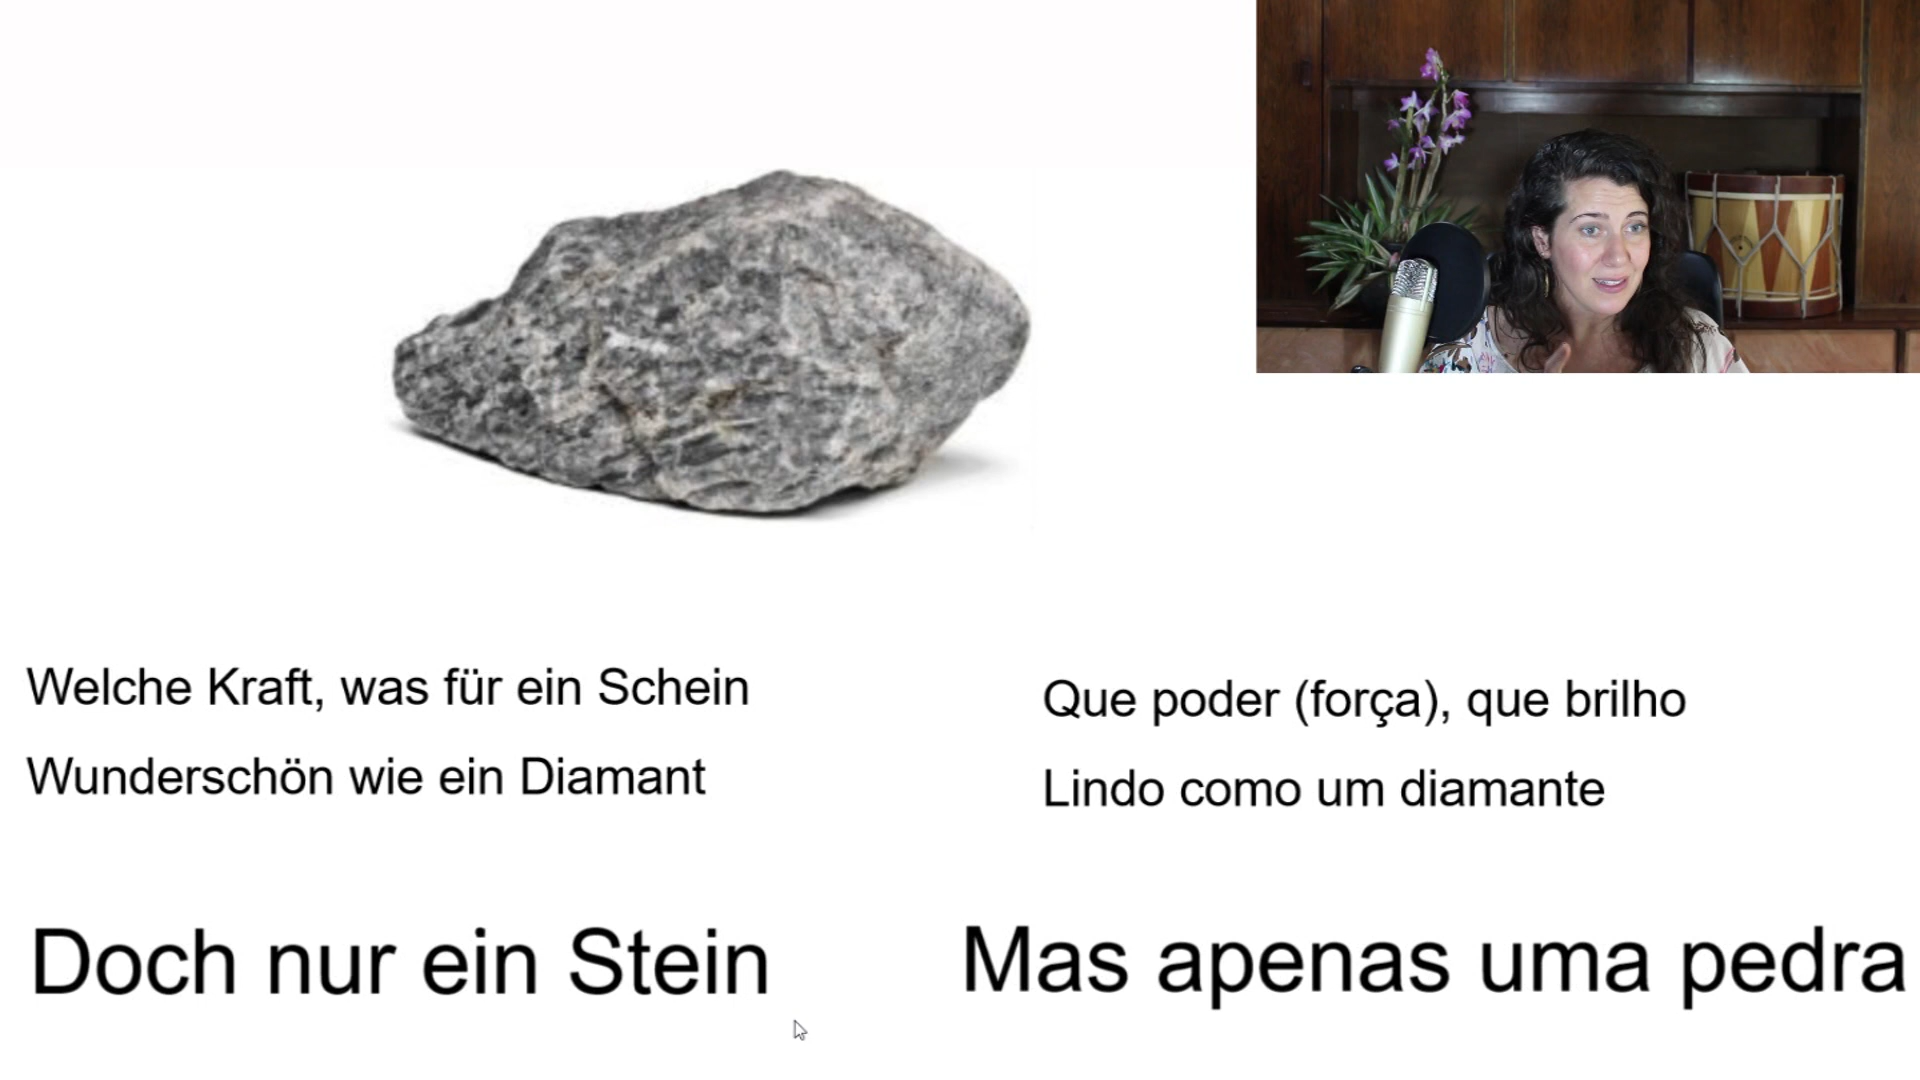 Welche Kraft, was für ein Schein
Wunderschön wie ein Diamant
Doch nur ein Stein
Que poder (força), que brilho
Lindo como um diamante
Mas apenas uma pedra